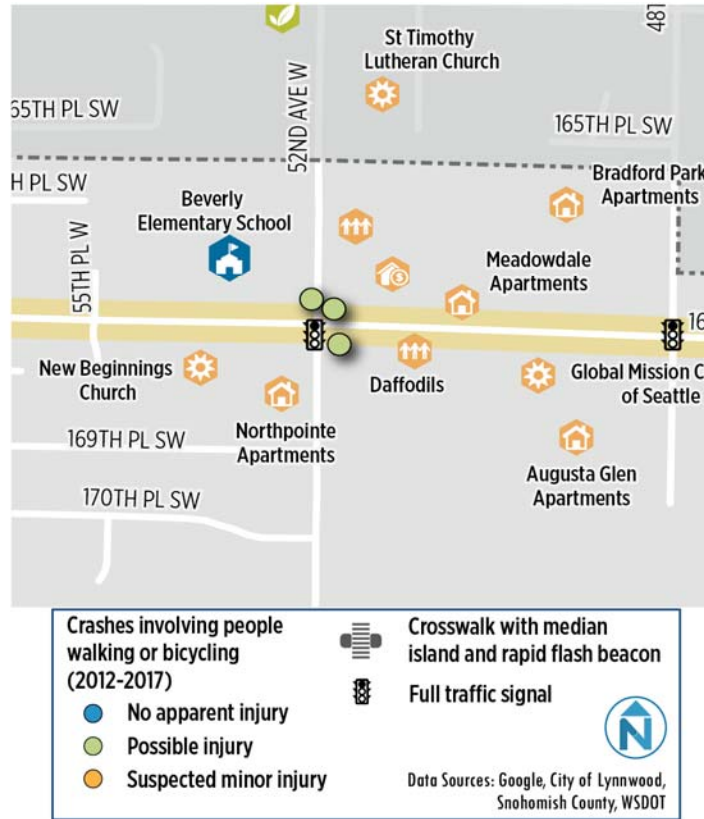 St Timothy
Lutheran Church
52ND AVE W
481
65TH PL SW
165TH PL SW
H PL SW
Beverly
Elementary School
Bradford Park
Apartments
55TH PL W
Meadowdale
Apartments
16
New Beginnings
Church
Daffodils
Global Mission C
of Seattle
Northpointe
Apartments
169TH PL SW
Augusta Glen
Apartments
170TH PL SW
Crashes involving people
walking or bicycling
(2012-2017)
No apparent injury
Possible injury
Suspected minor injury
Crosswalk with median
island and rapid flash beacon
Full traffic signal
N
Data Sources: Google, City of Lynnwood,
Snohomish County, WSDOT